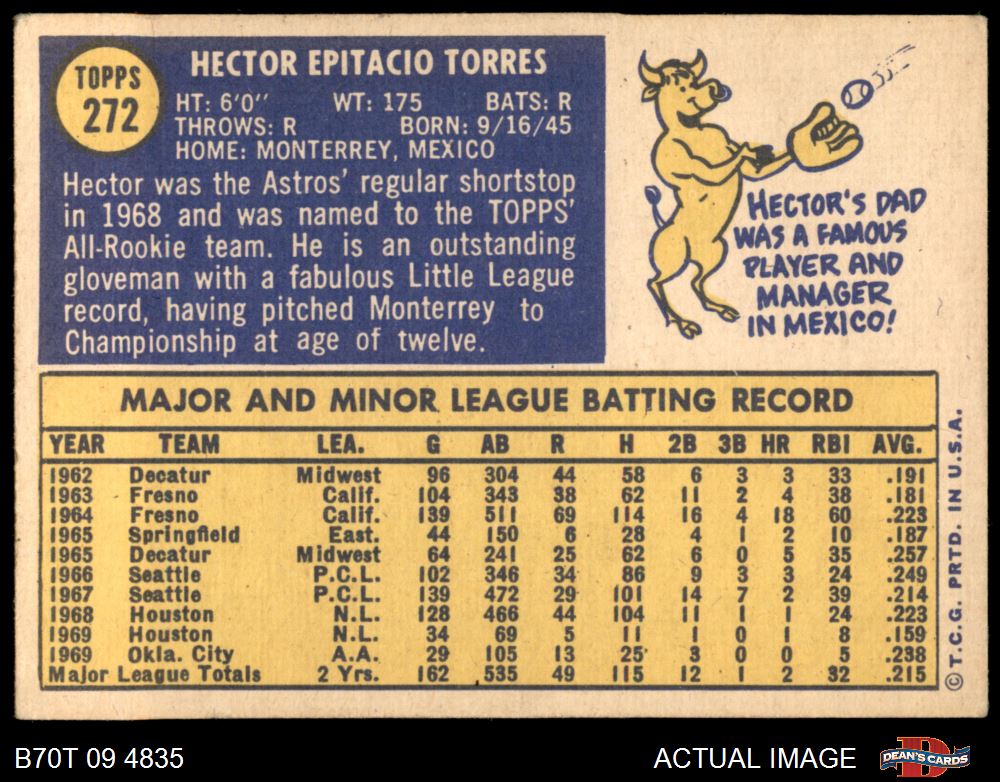 TOPPS
272
HECTOR EPITACIO TORRES
HT: 6'0" WT: 175 BATS: R
THROWS: R BORN: 9/16/45
HOME: MONTERREY, MEXICO
Hector was the Astros' regular shortstop
in 1968 and was named to the TOPPS'
All-Rookie team. He is an outstanding
gloveman with a fabulous Little League
record, having pitched Monterrey to
Championship at age of twelve.
HECTOR'S DAD
WAS A FAMOUS
PLAYER AND
MANAGER
IN MEXICO!
MAJOR AND MINOR LEAGUE BATTING RECORD
YEAR TEAM LEA. G AB R H 2B 3B HR RBI AVG.
1962 Decatur Midwest 96 304 44 58 6 3 3 33 .191
1963 Fresno Calif. 104 343 38 62 11 2 4 38 .181
1964 Fresno Calif. 139 511 69 114 16 4 18 60 .223
1965 Springfield East. 44 150 6 28 4 1 2 10 .187
1965 Decatur Midwest 64 241 25 62 6 0 5 35 .257
1966 Seattle P.C.L. 102 346 34 86 9 3 3 24 .249
1967 Seattle P.C.L. 139 472 29 101 14 7 2 39 .214
1968 Houston N.L. 128 466 44 104 11 1 1 24 .223
1969 Houston N.L. 34 69 5 11 1 0 1 8 .159
1969 Okla. City A.A. 29 105 13 25 3 0 0 5 .238
Major League Totals 2 Yrs. 162 535 49 115 12 1 2 32 .215
©T.C.G. PRTD. IN U.S.A.
B70T 09 4835
ACTUAL IMAGE
DEAN'S CARDS